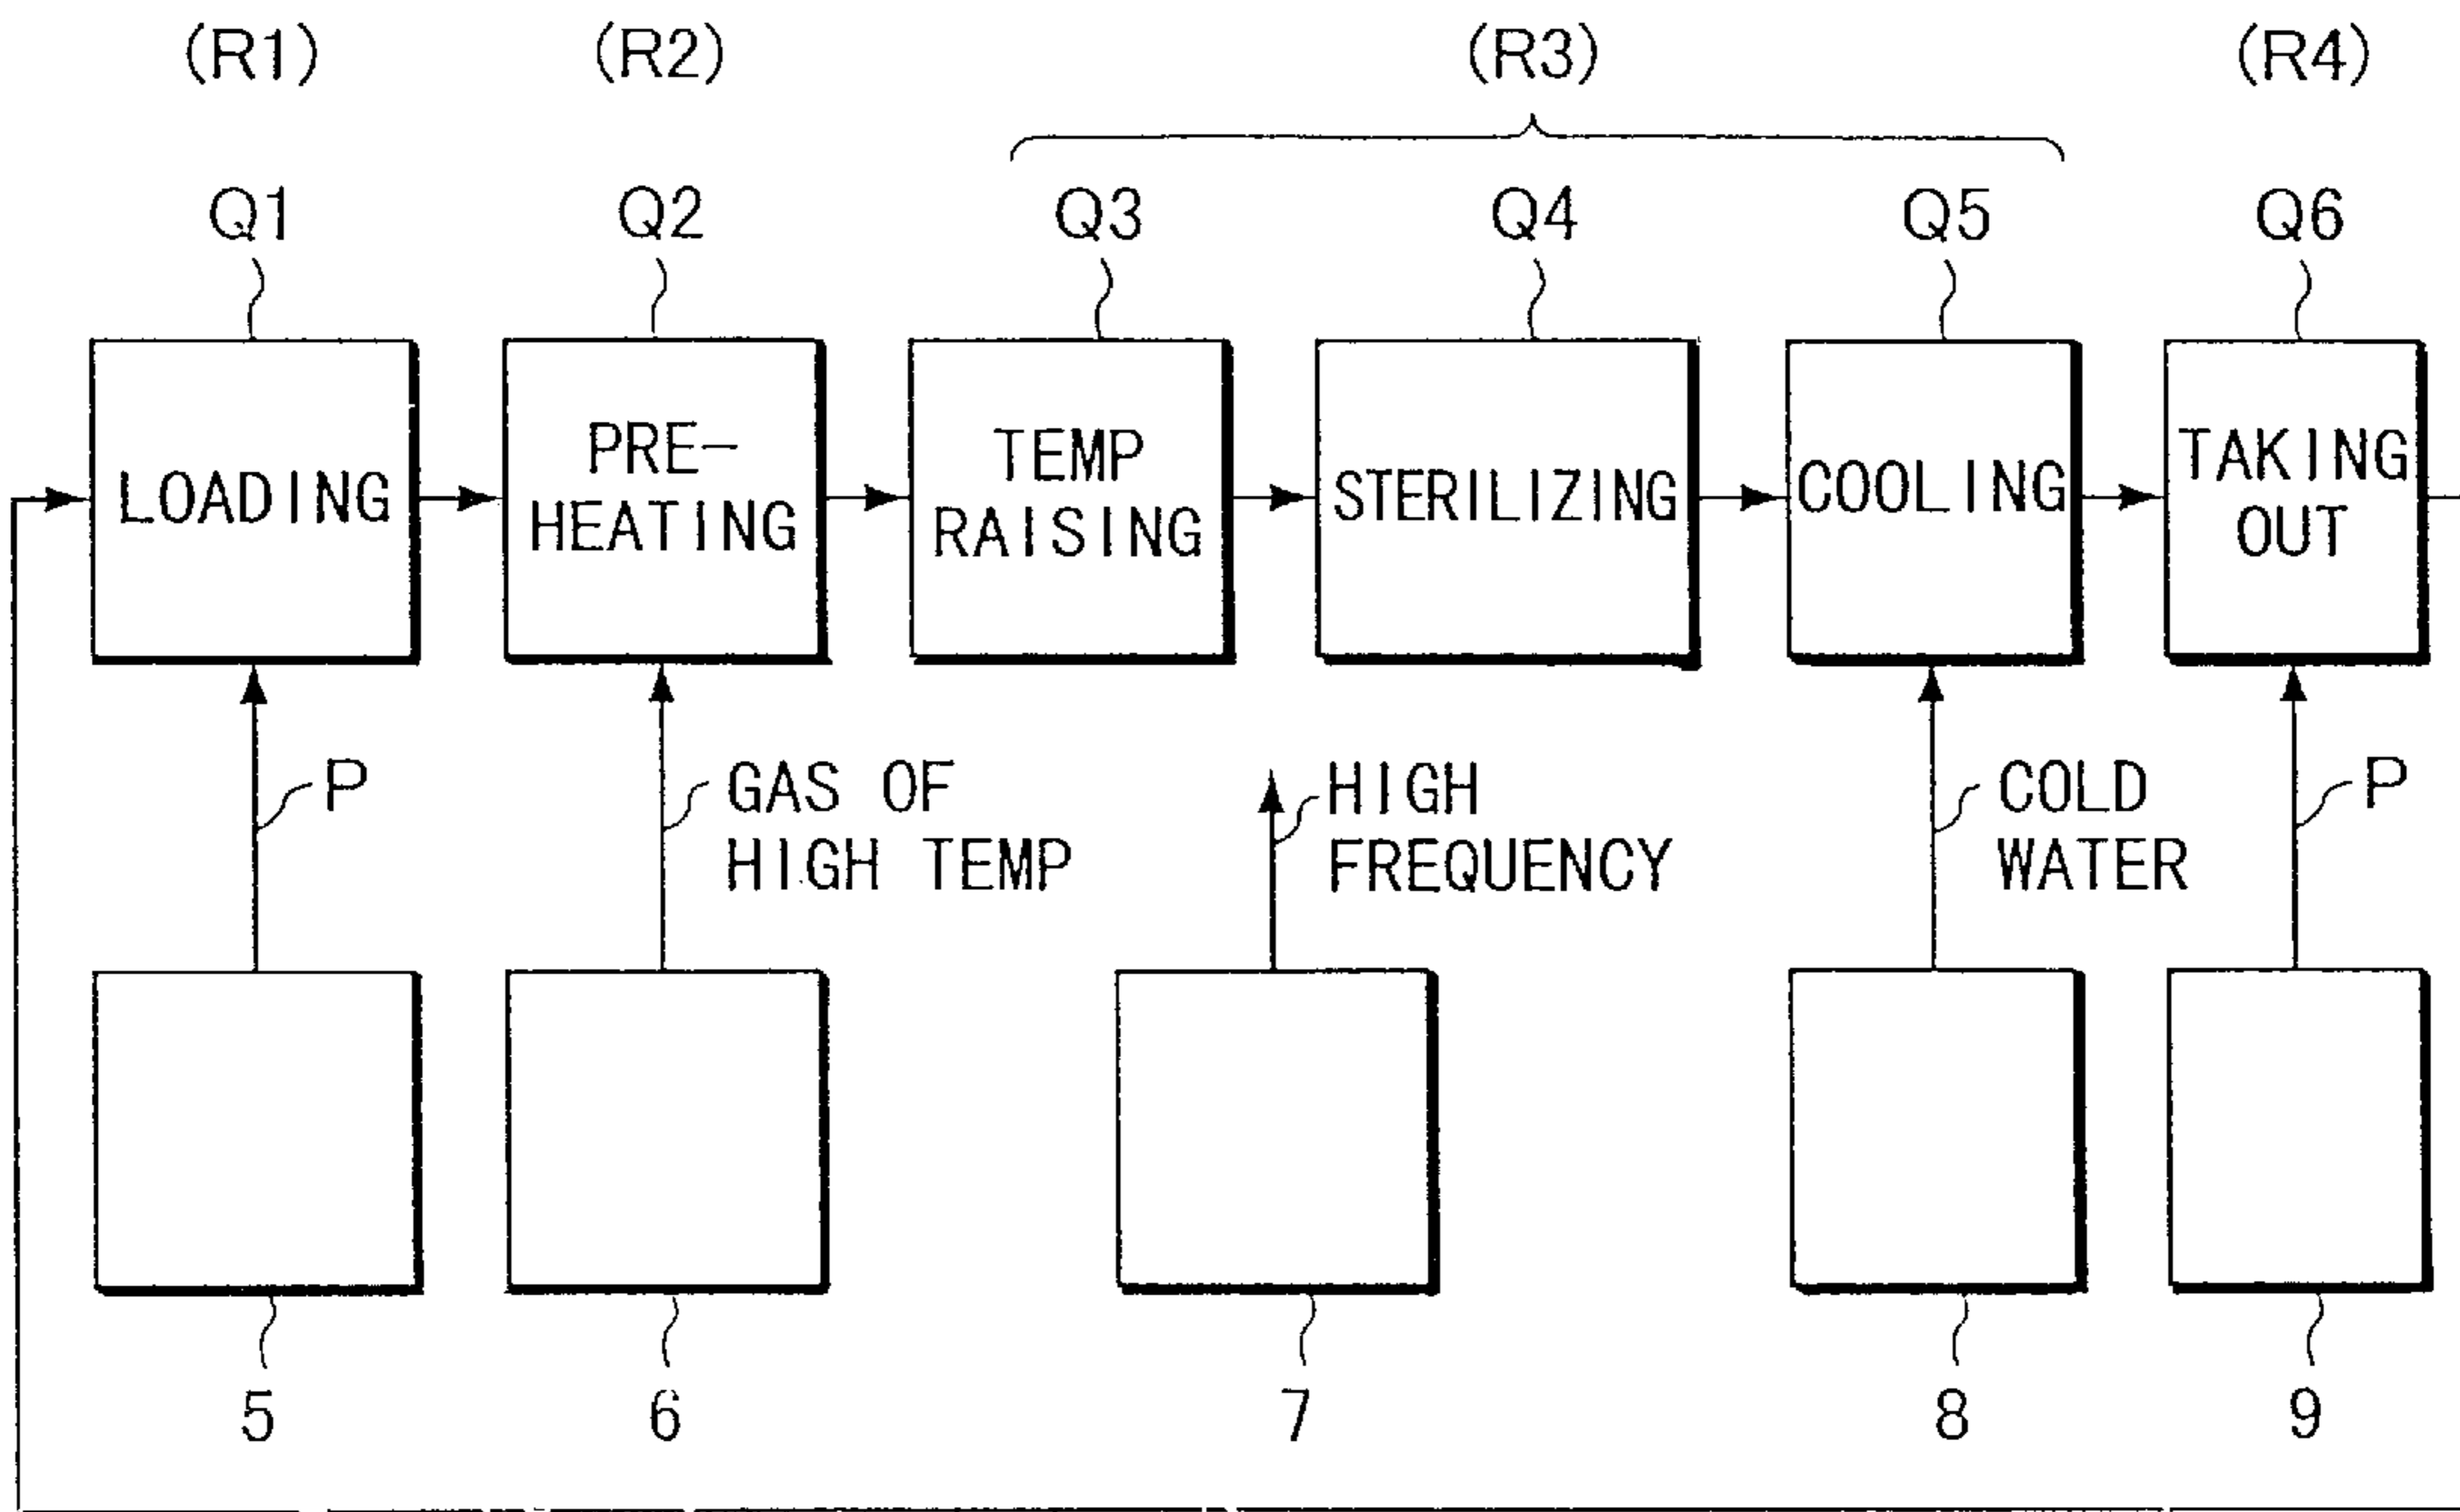 (R1) (R2) (R3) (R4)
Q1 Q2 Q3 Q4 Q5 Q6
LOADING
PRE-
HEATING
TEMP
RAISING
STERILIZING
COOLING
TAKING
OUT
P
GAS OF
HIGH TEMP
HIGH
FREQUENCY
COLD
WATER
P
5 6 7 8 9